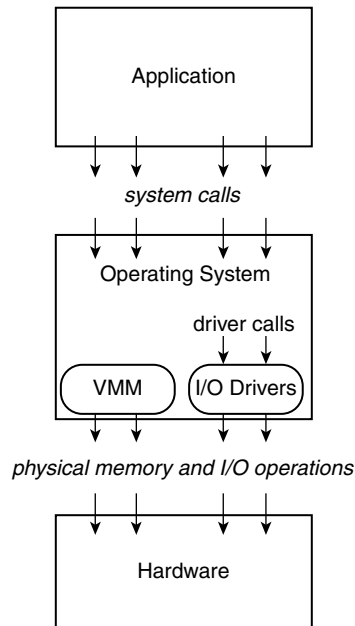 Application
system calls
Operating System
driver calls
VMM
I/O Drivers
physical memory and I/O operations
Hardware